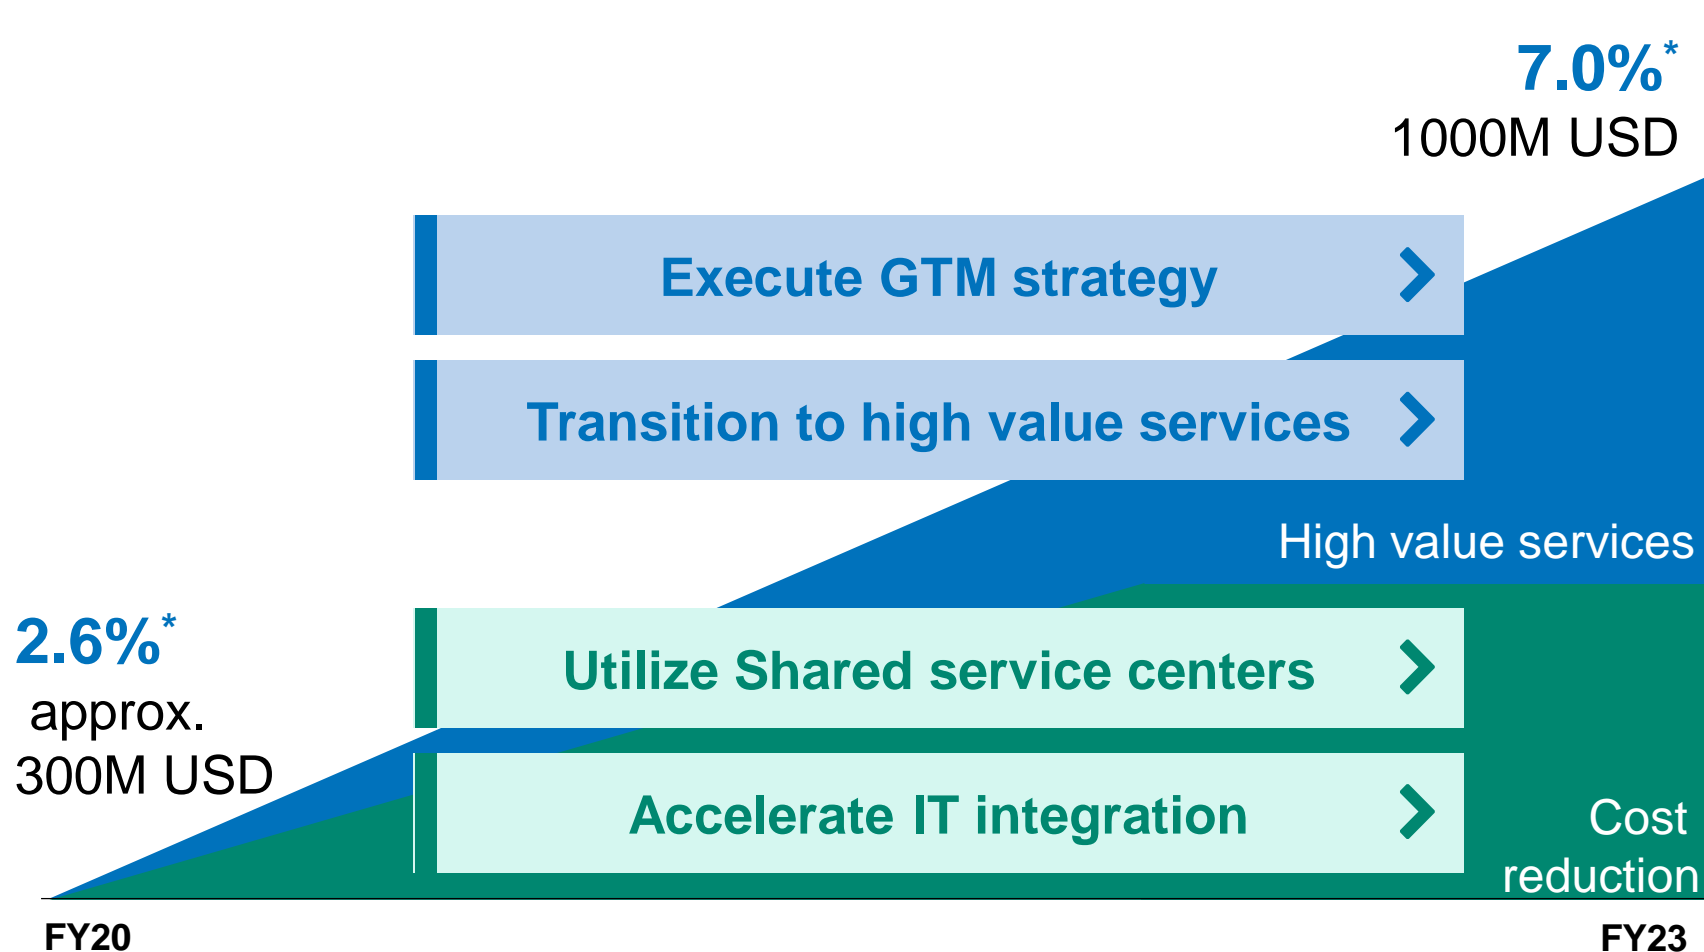 7.0%*
1000M USD
Execute GTM strategy
Transition to high value services
High value services
2.6%*
approx.
300M USD
Utilize Shared service centers
Accelerate IT integration
Cost
reduction
FY20
FY23